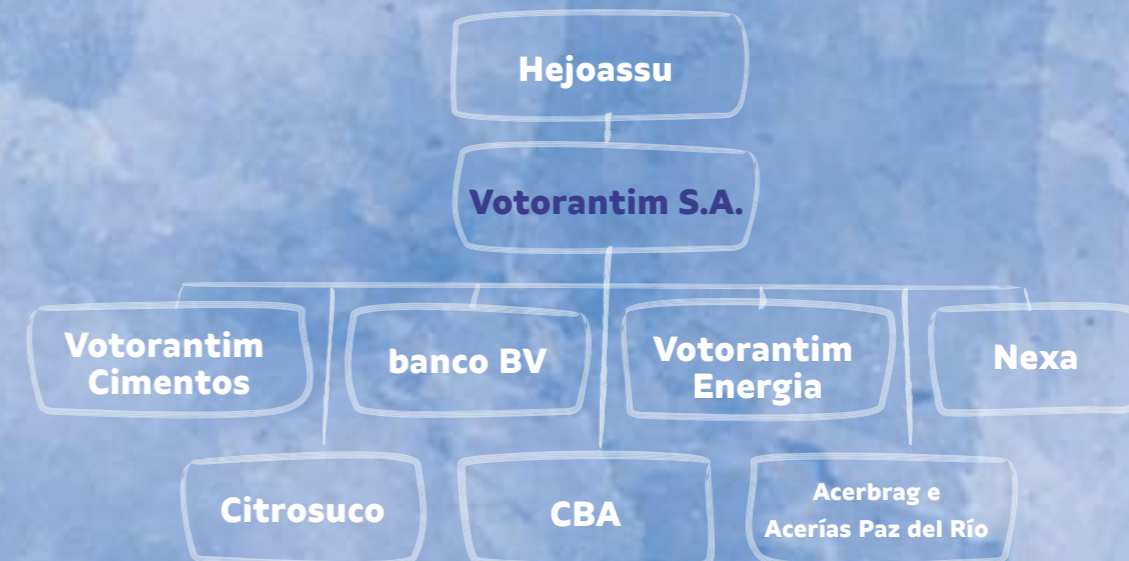 Hejoassu
Votorantim S.A.
Votorantim
Cimentos
banco BV
Votorantim
Energia
Nexa
Citrosuco
CBA
Acerbrag e
Acerías Paz del Río